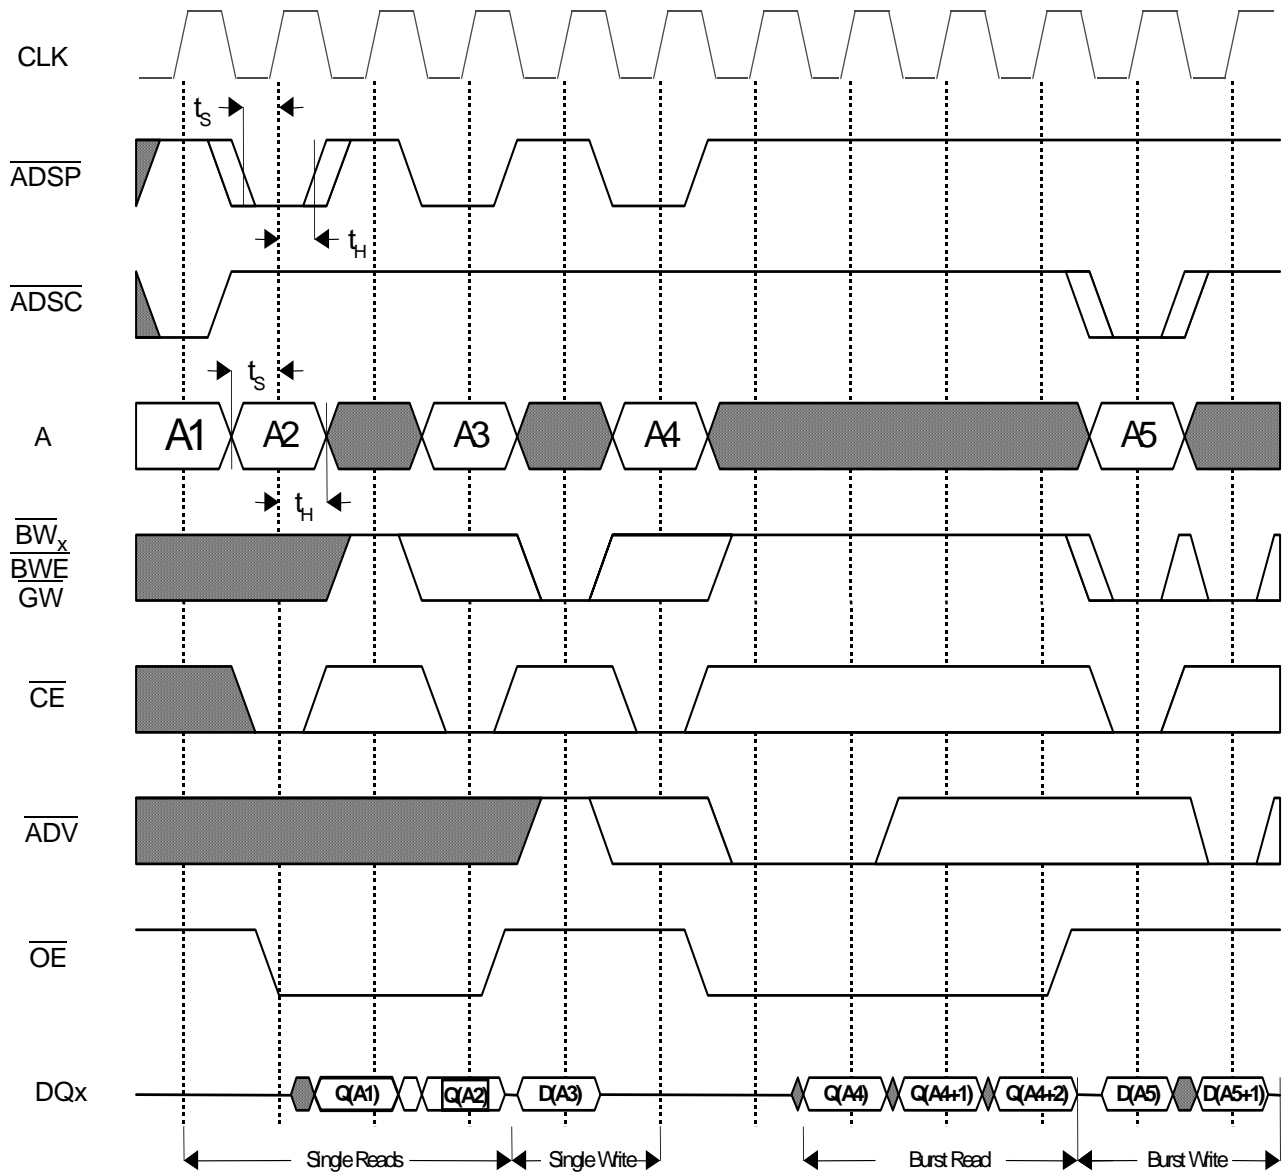 CLK
tS
ADSP
tH
ADSC
tS
A A1 A2 A3 A4 A5
tH
BWx
BWE
GW
CE
ADV
OE
DQx Q(A1) Q(A2) D(A3) Q(A4) Q(A4+1) Q(A4+2) D(A5) D(A5+1)
Single Reads Single Write Burst Read Burst Write